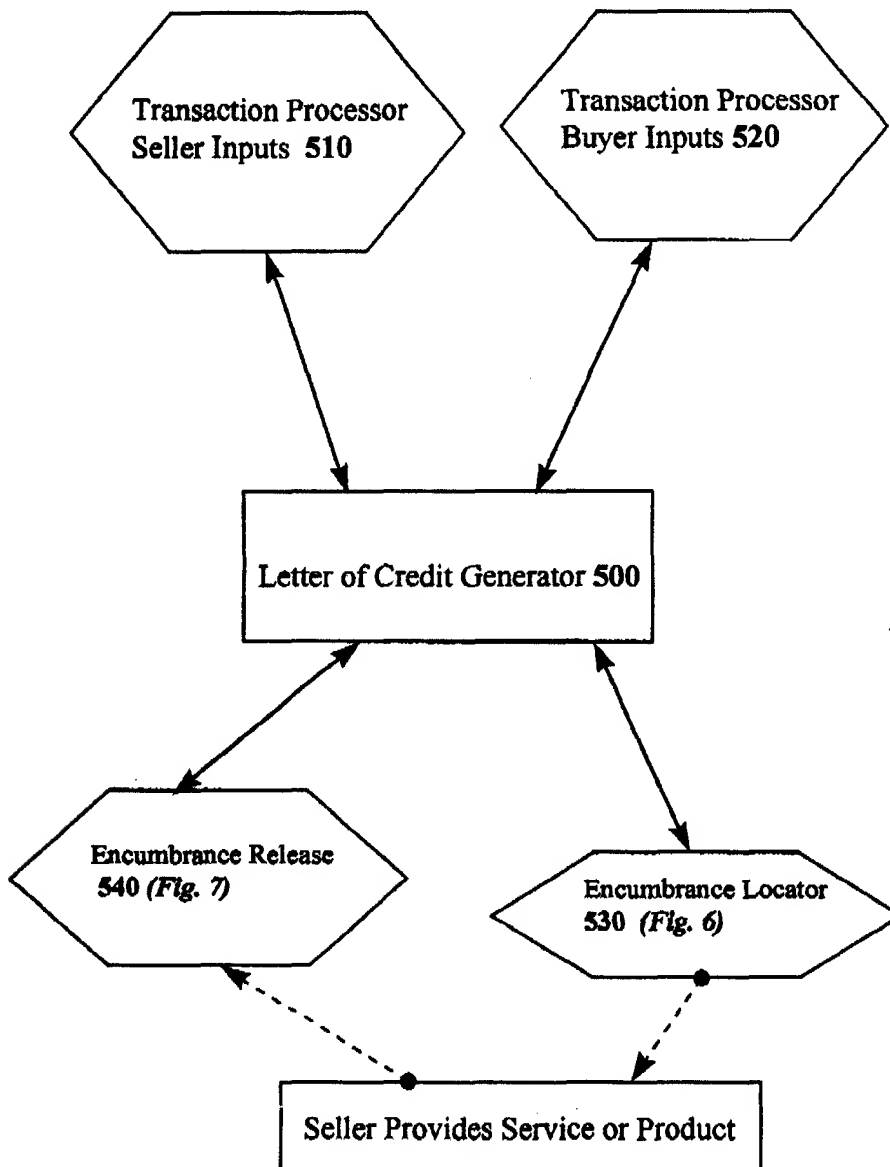 Transaction Processor
Seller Inputs 510
Transaction Processor
Buyer Inputs 520
Letter of Credit Generator 500
Encumbrance Release
540 (Fig. 7)
Encumbrance Locator
530 (Fig. 6)
Seller Provides Service or Product